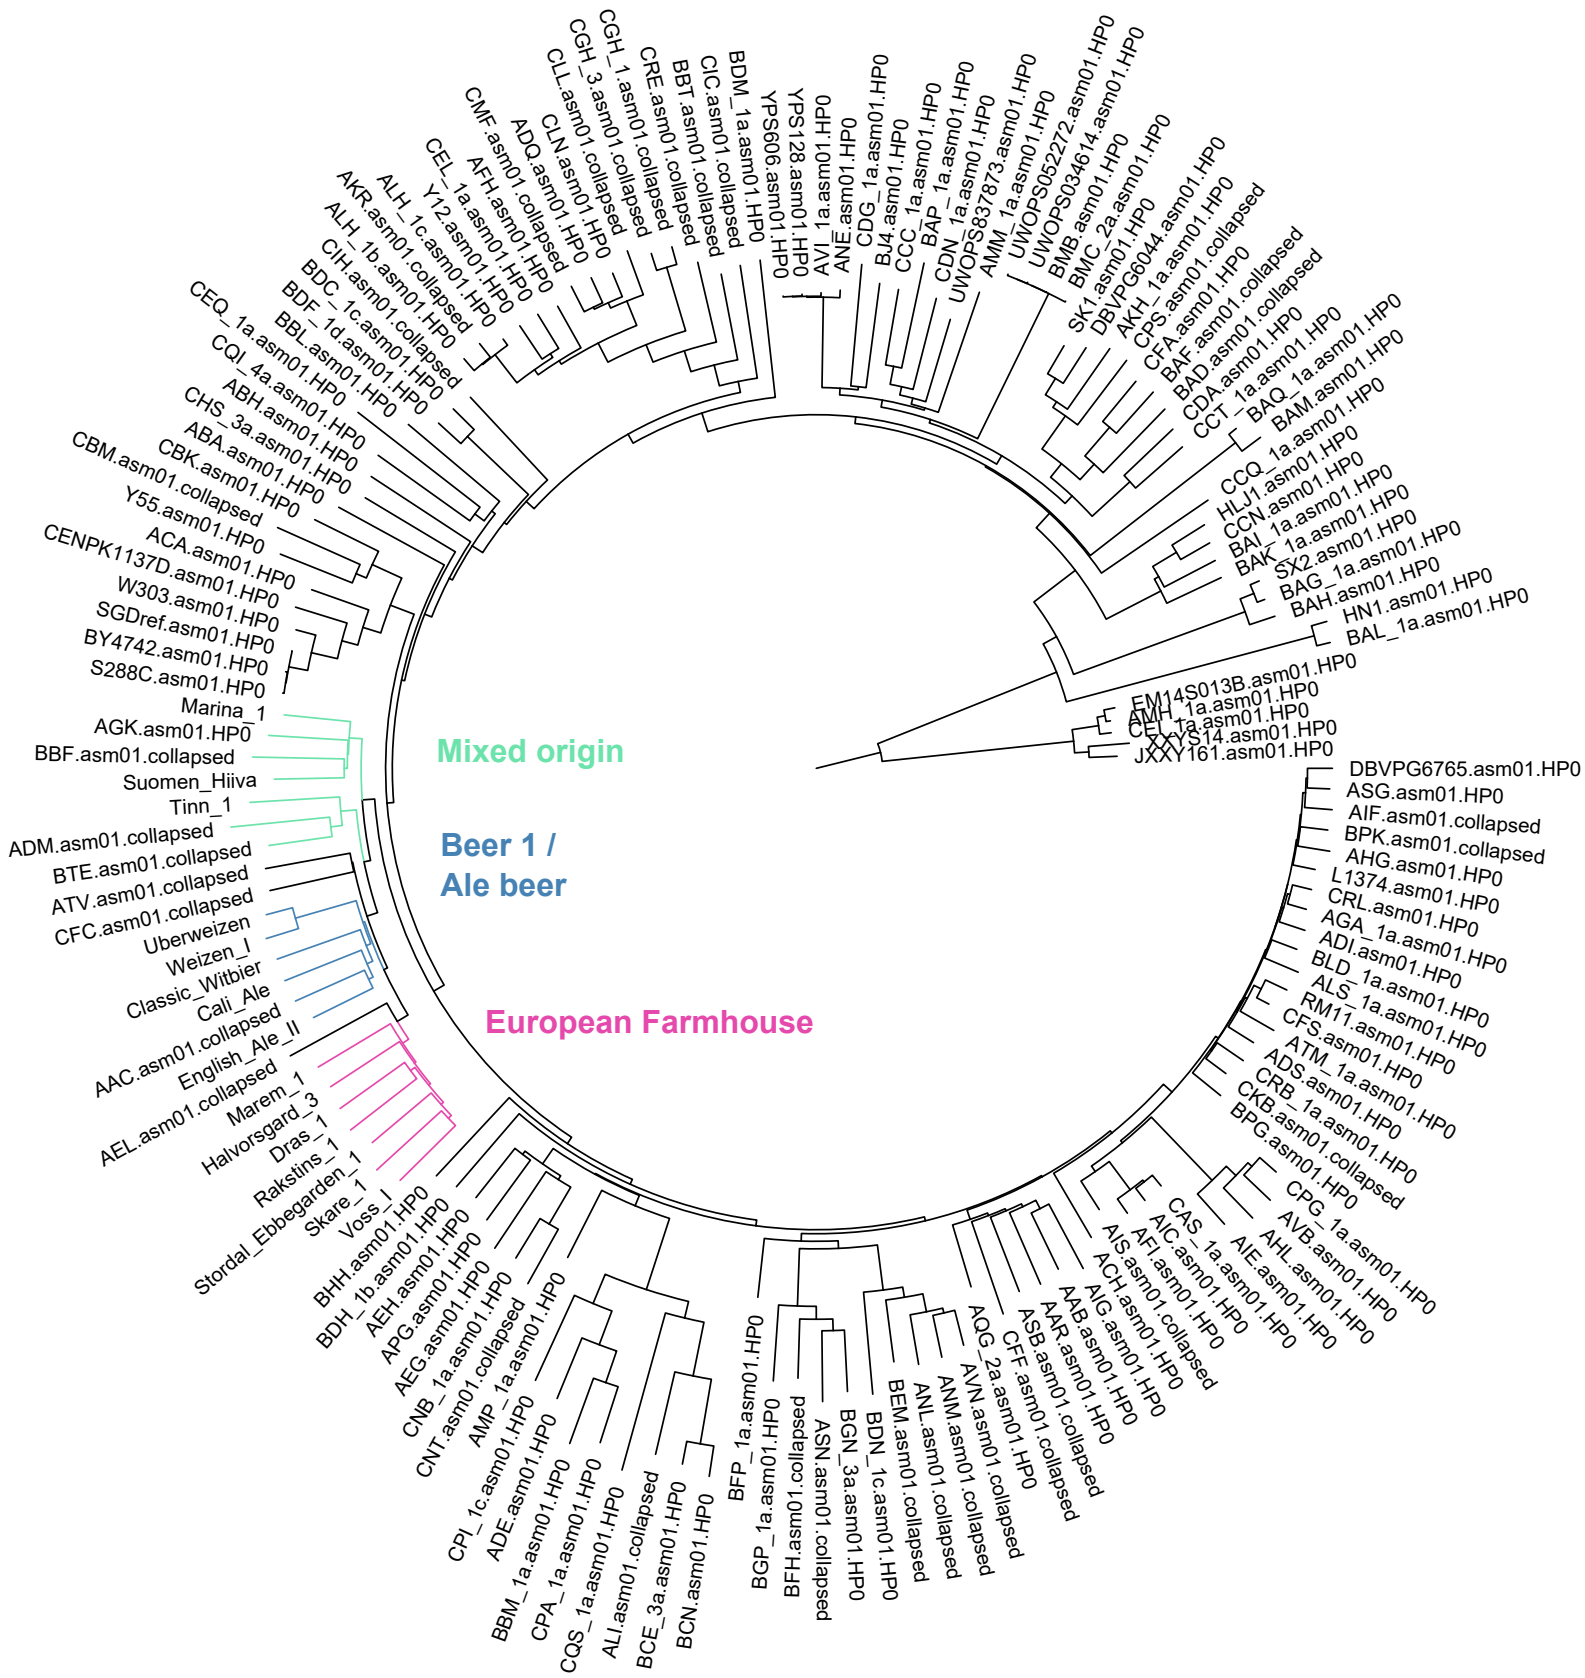 CGH_1.asm01.collapsed
CGH_3.asm01.collapsed
CLL.asm01.collapsed
CRE.asm01.collapsed
BBT.asm01.collapsed
CIC.asm01.collapsed
BDM_1a.asm01.HP0
YPS606.asm01.HP0
YPS128.asm01.HP0
AVI_1a.asm01.HP0
ANE.asm01.HP0
CDG_1a.asm01.HP0
BJ4.asm01.HP0
CCC_1a.asm01.HP0
BAP_1a.asm01.HP0
CDN_1a.asm01.HP0
UWOPS837873.asm01.HP0
AMM_1a.asm01.HP0
UWOPS052272.asm01.HP0
UWOPS034614.asm01.HP0
BMB.asm01.HP0
BMC_2a.asm01.HP0
SK1.asm01.HP0
DBVPG6044.asm01.HP0
AKH_1a.asm01.HP0
CPS.asm01.collapsed
CFA.asm01.HP0
BAF.asm01.collapsed
BAD.asm01.collapsed
CDA.asm01.HP0
CCT_1a.asm01.HP0
BAQ_1a.asm01.HP0
BAM.asm01.HP0
CCQ_1a.asm01.HP0
HLJ1.asm01.HP0
CCN.asm01.HP0
BAI_1a.asm01.HP0
BAK_1a.asm01.HP0
SX2.asm01.HP0
BAG_1a.asm01.HP0
BAH.asm01.HP0
HN1.asm01.HP0
BAL_1a.asm01.HP0
EM14S013B.asm01.HP0
AMH_1a.asm01.HP0
CEI_1a.asm01.HP0
XXYS14.asm01.HP0
JXXY161.asm01.HP0
DBVPG6765.asm01.HP0
ASG.asm01.HP0
AIF.asm01.collapsed
BPK.asm01.collapsed
AHG.asm01.HP0
L1374.asm01.HP0
CRL.asm01.HP0
AGA_1a.asm01.HP0
ADI.asm01.HP0
BLD_1a.asm01.HP0
ALS_1a.asm01.HP0
RM11.asm01.HP0
CFS.asm01.HP0
ATM_1a.asm01.HP0
ADS.asm01.HP0
CRB_1a.asm01.HP0
CKB.asm01.collapsed
BPG.asm01.HP0
CPG_1a.asm01.HP0
AVB.asm01.HP0
AHL.asm01.HP0
AIE.asm01.HP0
CAS_1a.asm01.HP0
AIC.asm01.HP0
AFI.asm01.HP0
AIS.asm01.collapsed
ACH.asm01.HP0
AIG.asm01.HP0
AAB.asm01.HP0
AAR.asm01.HP0
ASB.asm01.collapsed
CFF.asm01.collapsed
AQG_2a.asm01.HP0
AVN.asm01.collapsed
ANM.asm01.collapsed
ANL.asm01.collapsed
BEM.asm01.collapsed
BDN_1c.asm01.HP0
BGN_3a.asm01.HP0
ASN.asm01.collapsed
BFH.asm01.collapsed
BGP_1a.asm01.HP0
BFP_1a.asm01.HP0
BCN.asm01.HP0
BCE_3a.asm01.HP0
ALI.asm01.collapsed
CQS_1a.asm01.HP0
CPA_1a.asm01.HP0
BBM_1a.asm01.HP0
ADE.asm01.HP0
CPI_1c.asm01.HP0
AMP_1a.asm01.HP0
CNT.asm01.collapsed
CNB_1a.asm01.HP0
AEG.asm01.HP0
APG.asm01.HP0
AEH.asm01.HP0
BDH_1b.asm01.HP0
BHH.asm01.HP0
Voss_I
Skare_1
Stordal_Ebbegarden_1
Rakstins_1
Dras_1
Halvorsgard_3
Marem_1
AEL.asm01.collapsed
English_Ale_II
AAC.asm01.collapsed
Cali_Ale
Classic_Witbier
Weizen_I
Uberweizen
CFC.asm01.collapsed
ATV.asm01.collapsed
BTE.asm01.collapsed
ADM.asm01.collapsed
Tinn_1
Suomen_Hiiva
BBF.asm01.collapsed
AGK.asm01.HP0
Marina_1
S288C.asm01.HP0
BY4742.asm01.HP0
SGDref.asm01.HP0
W303.asm01.HP0
CENPK1137D.asm01.HP0
ACA.asm01.HP0
Y55.asm01.HP0
CBM.asm01.collapsed
CBK.asm01.HP0
ABA.asm01.HP0
CHS_3a.asm01.HP0
ABH.asm01.HP0
CQI_4a.asm01.HP0
CEQ_1a.asm01.HP0
BBL.asm01.HP0
BDF_1d.asm01.HP0
BDC_1c.asm01.HP0
CIH.asm01.collapsed
ALH_1b.asm01.HP0
AKR.asm01.collapsed
ALH_1c.asm01.HP0
Y12.asm01.HP0
CEL_1a.asm01.HP0
AFH.asm01.HP0
ADQ.asm01.HP0
CMF.asm01.collapsed
CLN.asm01.HP0
Mixed origin
Beer 1 /
Ale beer
European Farmhouse